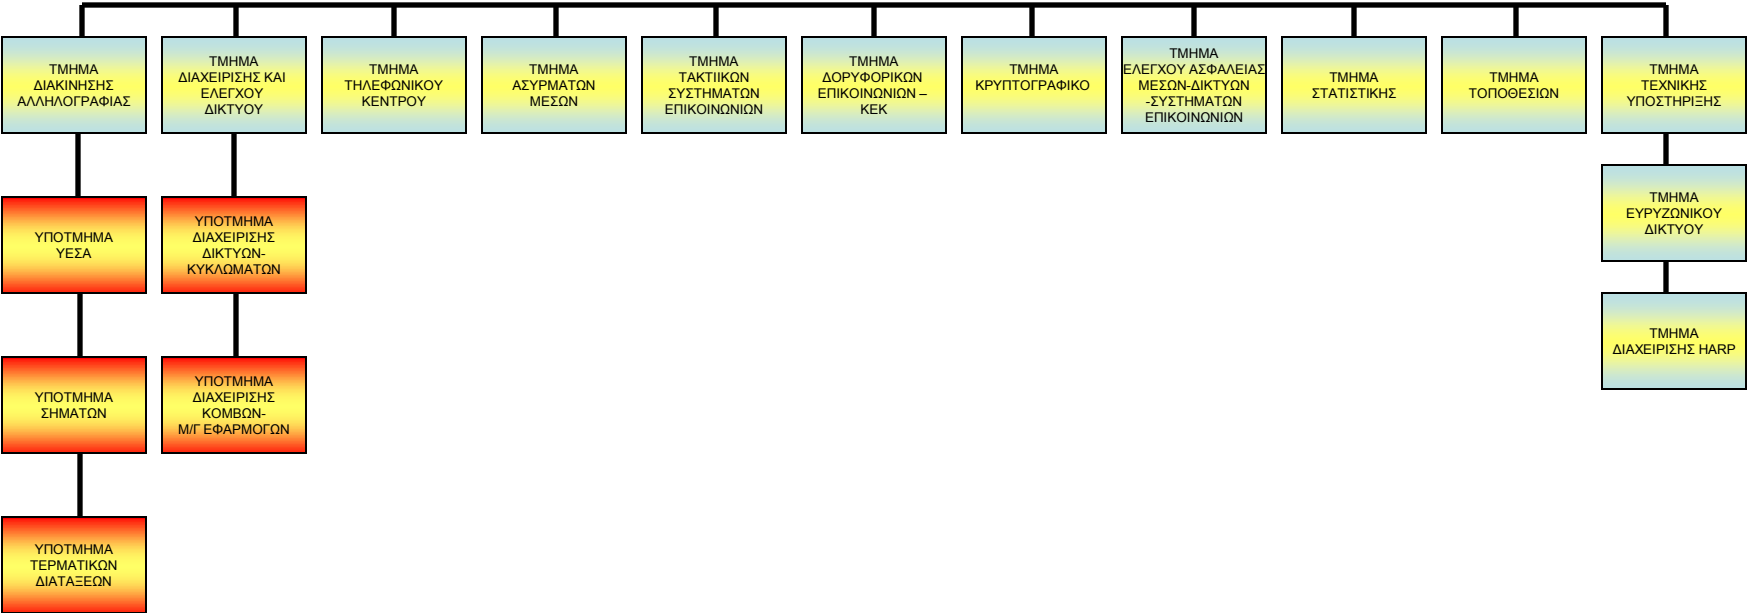 ΤΜΗΜΑ
ΔΙΑΚΙΝΗΣΗΣ
ΑΛΛΗΛΟΓΡΑΦΙΑΣ
ΤΜΗΜΑ
ΔΙΑΧΕΙΡΙΣΗΣ ΚΑΙ
ΕΛΕΓΧΟΥ
ΔΙΚΤΥΟΥ
ΤΜΗΜΑ
ΤΗΛΕΦΩΝΙΚΟΥ
ΚΕΝΤΡΟΥ
ΤΜΗΜΑ
ΑΣΥΡΜΑΤΩΝ
ΜΕΣΩΝ
ΤΜΗΜΑ
ΤΑΚΤΙΙΚΩΝ
ΣΥΣΤΗΜΑΤΩΝ
ΕΠΙΚΟΙΝΩΝΙΩΝ
ΤΜΗΜΑ
ΔΟΡΥΦΟΡΙΚΩΝ
ΕΠΙΚΟΙΝΩΝΙΩΝ –
ΚΕΚ
ΤΜΗΜΑ
ΚΡΥΠΤΟΓΡΑΦΙΚΟ
ΤΜΗΜΑ
ΕΛΕΓΧΟΥ ΑΣΦΑΛΕΙΑΣ
ΜΕΣΩΝ-ΔΙΚΤΥΩΝ
-ΣΥΣΤΗΜΑΤΩΝ
ΕΠΙΚΟΙΝΩΝΙΩΝ
ΤΜΗΜΑ
ΣΤΑΤΙΣΤΙΚΗΣ
ΤΜΗΜΑ
ΤΟΠΟΘΕΣΙΩΝ
ΤΜΗΜΑ
ΤΕΧΝΙΚΗΣ
ΥΠΟΣΤΗΡΙΞΗΣ
ΤΜΗΜΑ
ΕΥΡΥΖΩΝΙΚΟΥ
ΔΙΚΤΥΟΥ
ΥΠΟΤΜΗΜΑ
ΥΕΣΑ
ΥΠΟΤΜΗΜΑ
ΔΙΑΧΕΙΡΙΣΗΣ
ΔΙΚΤΥΩΝ-
ΚΥΚΛΩΜΑΤΩΝ
ΤΜΗΜΑ
ΔΙΑΧΕΙΡΙΣΗΣ HARP
ΥΠΟΤΜΗΜΑ
ΣΗΜΑΤΩΝ
ΥΠΟΤΜΗΜΑ
ΔΙΑΧΕΙΡΙΣΗΣ
ΚΟΜΒΩΝ-
Μ/Γ ΕΦΑΡΜΟΓΩΝ
ΥΠΟΤΜΗΜΑ
ΤΕΡΜΑΤΙΚΩΝ
ΔΙΑΤΑΞΕΩΝ